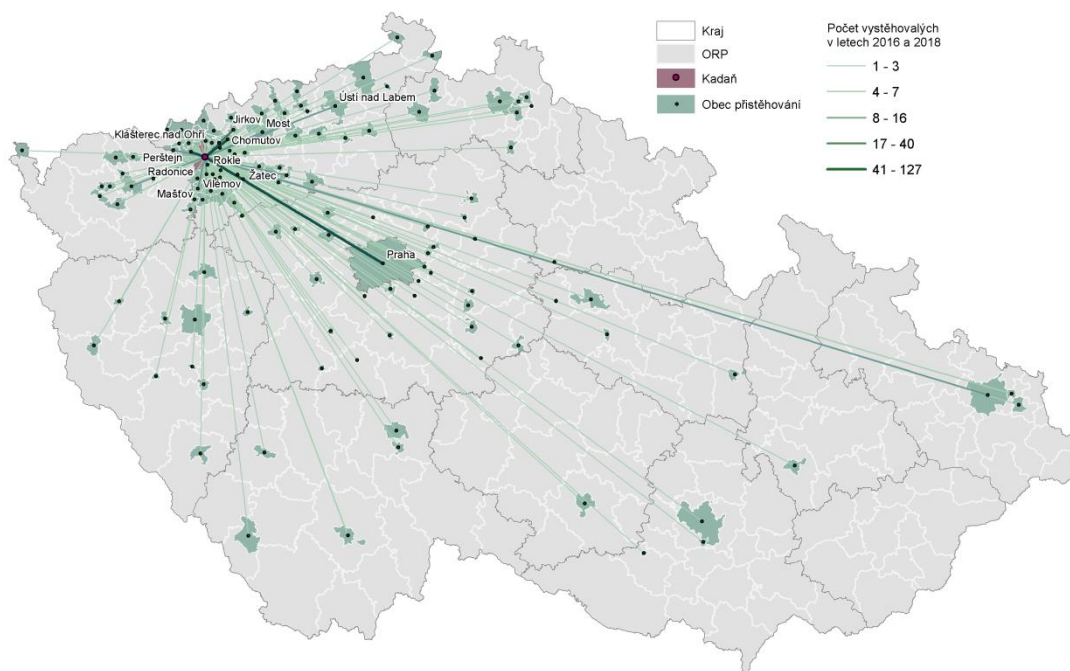 Kraj
ORP
Kadaň
Obec přistěhování
Počet vystěhovalých
v letech 2016 a 2018
1 - 3
4 - 7
8 - 16
17 - 40
41 - 127
Ústí nad Labem
Jirkov
Most
Klášterec nad Ohří
Chomutov
Perštejn
Rokle
Radonice
Žatec
Vilémov
Mašťov
Praha